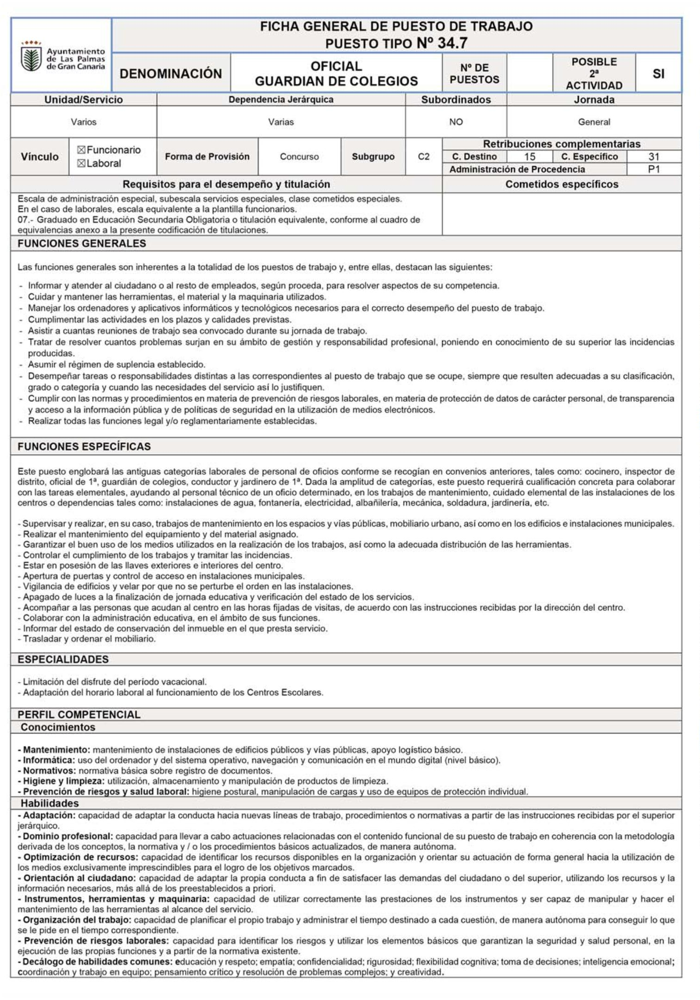 Ayuntamiento
de Las Palmas
de Gran Canaria
FICHA GENERAL DE PUESTO DE TRABAJO
PUESTO TIPO Nº 34.7
DENOMINACIÓN
OFICIAL
GUARDIAN DE COLEGIOS
Nº DE
PUESTOS
POSIBLE
2ª
ACTIVIDAD
SI
Unidad/Servicio
Dependencia Jerárquica
Subordinados
Jornada
Varios
Varias
NO
General
Vínculo
☒Funcionario
☒Laboral
Forma de Provisión
Concurso
Subgrupo
C2
Retribuciones complementarias
C. Destino
15
C. Específico
31
Administración de Procedencia
P1
Requisitos para el desempeño y titulación
Cometidos específicos
Escala de administración especial, subescala servicios especiales, clase cometidos especiales.
En el caso de laborales, escala equivalente a la plantilla funcionarios.
07.- Graduado en Educación Secundaria Obligatoria o titulación equivalente, conforme al cuadro de
equivalencias anexo a la presente codificación de titulaciones.
FUNCIONES GENERALES
Las funciones generales son inherentes a la totalidad de los puestos de trabajo y, entre ellas, destacan las siguientes:
- Informar y atender al ciudadano o al resto de empleados, según proceda, para resolver aspectos de su competencia.
- Cuidar y mantener las herramientas, el material y la maquinaria utilizados.
- Manejar los ordenadores y aplicativos informáticos y tecnológicos necesarios para el correcto desempeño del puesto de trabajo.
- Cumplimentar las actividades en los plazos y calidades previstas.
- Asistir a cuantas reuniones de trabajo sea convocado durante su jornada de trabajo.
- Tratar de resolver cuantos problemas surjan en su ámbito de gestión y responsabilidad profesional, poniendo en conocimiento de su superior las incidencias
producidas.
- Asumir el régimen de suplencia establecido.
- Desempeñar tareas o responsabilidades distintas a las correspondientes al puesto de trabajo que se ocupe, siempre que resulten adecuadas a su clasificación,
grado o categoría y cuando las necesidades del servicio así lo justifiquen.
- Cumplir con las normas y procedimientos en materia de prevención de riesgos laborales, en materia de protección de datos de carácter personal, de transparencia
y acceso a la información pública y de políticas de seguridad en la utilización de medios electrónicos.
- Realizar todas las funciones legal y/o reglamentariamente establecidas.
FUNCIONES ESPECÍFICAS
Este puesto englobará las antiguas categorías laborales de personal de oficios conforme se recogían en convenios anteriores, tales como: cocinero, inspector de
distrito, oficial de 1ª, guardián de colegios, conductor y jardinero de 1ª. Dada la amplitud de categorías, este puesto requerirá cualificación concreta para colaborar
con las tareas elementales, ayudando al personal técnico de un oficio determinado, en los trabajos de mantenimiento, cuidado elemental de las instalaciones de los
centros o dependencias tales como: instalaciones de agua, fontanería, electricidad, albañilería, mecánica, soldadura, jardinería, etc.
- Supervisar y realizar, en su caso, trabajos de mantenimiento en los espacios y vías públicas, mobiliario urbano, así como en los edificios e instalaciones municipales.
- Realizar el mantenimiento del equipamiento y del material asignado.
- Garantizar el buen uso de los medios utilizados en la realización de los trabajos, así como la adecuada distribución de las herramientas.
- Controlar el cumplimiento de los trabajos y tramitar las incidencias.
- Estar en posesión de las llaves exteriores e interiores del centro.
- Apertura de puertas y control de acceso en instalaciones municipales.
- Vigilancia de edificios y velar por que no se perturbe el orden en las instalaciones.
- Apagado de luces a la finalización de jornada educativa y verificación del estado de los servicios.
- Acompañar a las personas que acudan al centro en las horas fijadas de visitas, de acuerdo con las instrucciones recibidas por la dirección del centro.
- Colaborar con la administración educativa, en el ámbito de sus funciones.
- Informar del estado de conservación del inmueble en el que presta servicio.
- Trasladar y ordenar el mobiliario.
ESPECIALIDADES
- Limitación del disfrute del período vacacional.
- Adaptación del horario laboral al funcionamiento de los Centros Escolares.
PERFIL COMPETENCIAL
Conocimientos
- Mantenimiento: mantenimiento de instalaciones de edificios públicos y vías públicas, apoyo logístico básico.
- Informática: uso del ordenador y del sistema operativo, navegación y comunicación en el mundo digital (nivel básico).
- Normativos: normativa básica sobre registro de documentos.
- Higiene y limpieza: utilización, almacenamiento y manipulación de productos de limpieza.
- Prevención de riesgos y salud laboral: higiene postural, manipulación de cargas y uso de equipos de protección individual.
Habilidades
- Adaptación: capacidad de adaptar la conducta hacia nuevas líneas de trabajo, procedimientos o normativas a partir de las instrucciones recibidas por el superior
jerárquico.
- Dominio profesional: capacidad para llevar a cabo actuaciones relacionadas con el contenido funcional de su puesto de trabajo en coherencia con la metodología
derivada de los conceptos, la normativa y / o los procedimientos básicos actualizados, de manera autónoma.
- Optimización de recursos: capacidad de identificar los recursos disponibles en la organización y orientar su actuación de forma general hacia la utilización de
los medios exclusivamente imprescindibles para el logro de los objetivos marcados.
- Orientación al ciudadano: capacidad de adaptar la propia conducta a fin de satisfacer las demandas del ciudadano o del superior, utilizando los recursos y la
información necesarios, más allá de los preestablecidos a priori.
- Instrumentos, herramientas y maquinaria: capacidad de utilizar correctamente las prestaciones de los instrumentos y ser capaz de manipular y hacer el
mantenimiento de las herramientas al alcance del servicio.
- Organización del trabajo: capacidad de planificar el propio trabajo y administrar el tiempo destinado a cada cuestión, de manera autónoma para conseguir lo que
se le pide en el tiempo correspondiente.
- Prevención de riesgos laborales: capacidad para identificar los riesgos y utilizar los elementos básicos que garantizan la seguridad y salud personal, en la
ejecución de las propias funciones y a partir de la normativa existente.
- Decálogo de habilidades comunes: educación y respeto; empatía; confidencialidad; rigurosidad; flexibilidad cognitiva; toma de decisiones; inteligencia emocional;
coordinación y trabajo en equipo; pensamiento crítico y resolución de problemas complejos; y creatividad.